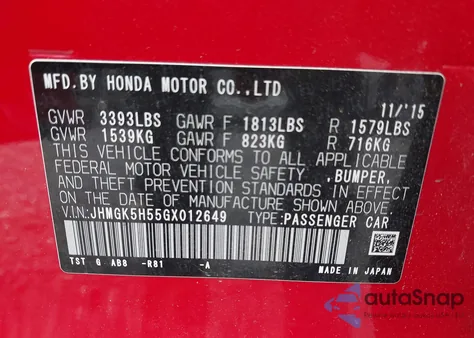 MFD.BY HONDA MOTOR CO.,LTD
11/'15
GVWR 3393LBS GAWR F 1813LBS R 1579LBS
GVWR 1539KG GAWR F 823KG R 716KG
THIS VEHICLE CONFORMS TO ALL APPLICABLE
FEDERAL MOTOR VEHICLE SAFETY ,BUMPER,
AND THEFT PREVENTION STANDARDS IN EFFECT
ON THE DATE OF MANUFACTURE SHOWN ABOVE
V.I.N:JHMGK5H55GX012649 TYPE:PASSENGER CAR
TST G AB8 -R81 -A MADE IN JAPAN
autoSnap